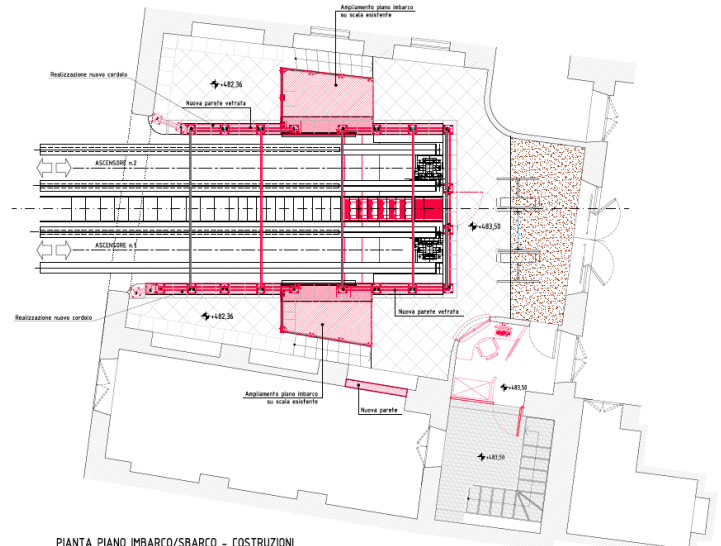 Ampliamento piano imbarco
su scala esistente
Realizzazione nuovo cordolo
+482,36
Nuova parete vetrata
ASCENSORE n.2
+483,50
ASCENSORE n.1
+482,36
Nuova parete vetrata
Realizzazione nuovo cordolo
Ampliamento piano imbarco
su scala esistente
Nuova parete
+483,50
+483,50
PIANTA PIANO IMBARCO/SBARCO - COSTRUZIONI